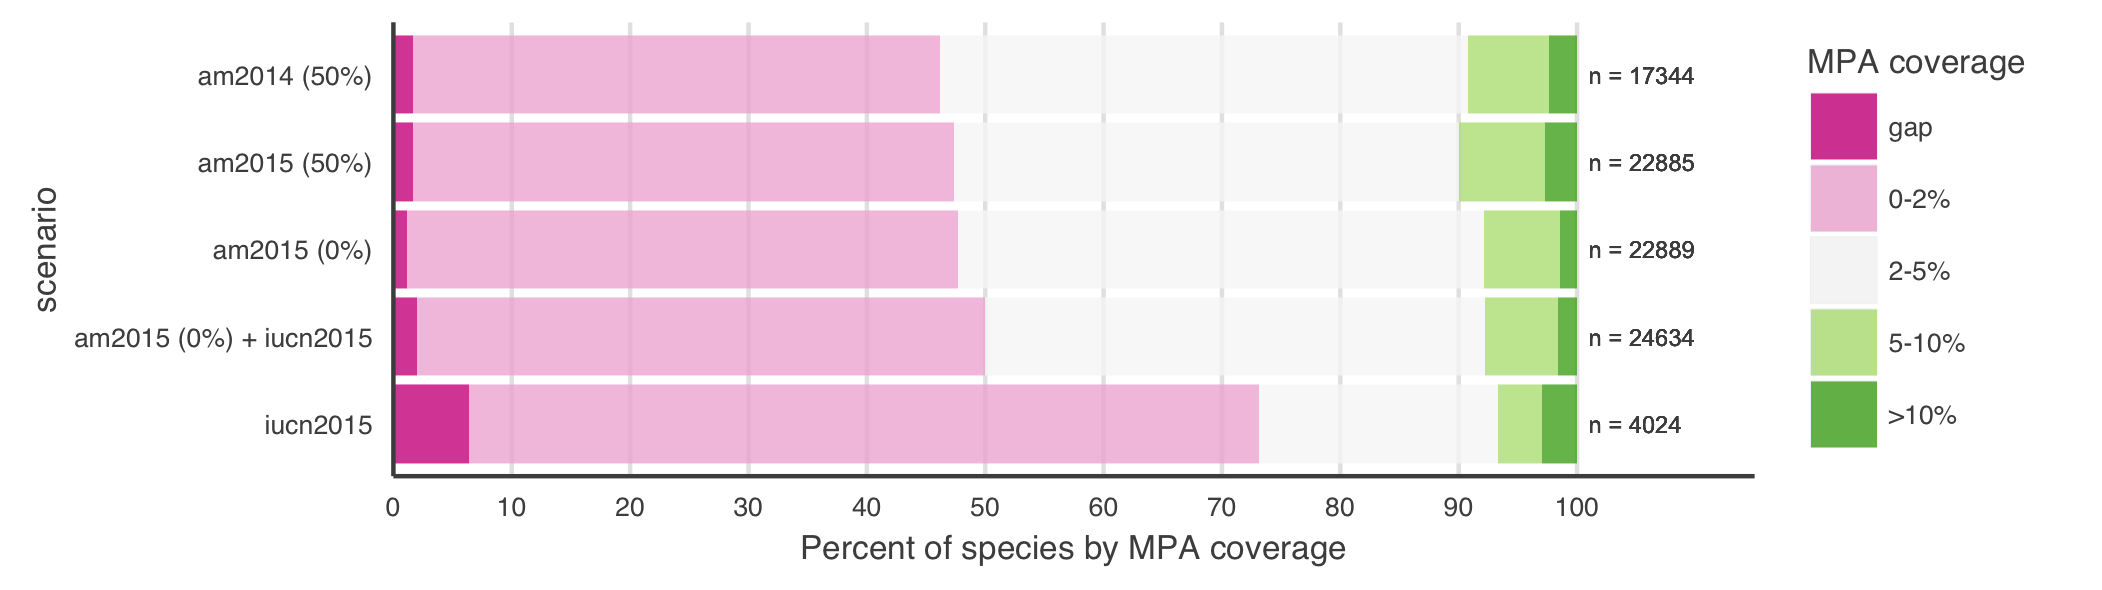 am2014 (50%)
n = 17344
am2015 (50%)
n = 22885
am2015 (0%)
n = 22889
am2015 (0%) + iucn2015
n = 24634
iucn2015
n = 4024
scenario
0 10 20 30 40 50 60 70 80 90 100
Percent of species by MPA coverage
MPA coverage
gap
0-2%
2-5%
5-10%
>10%